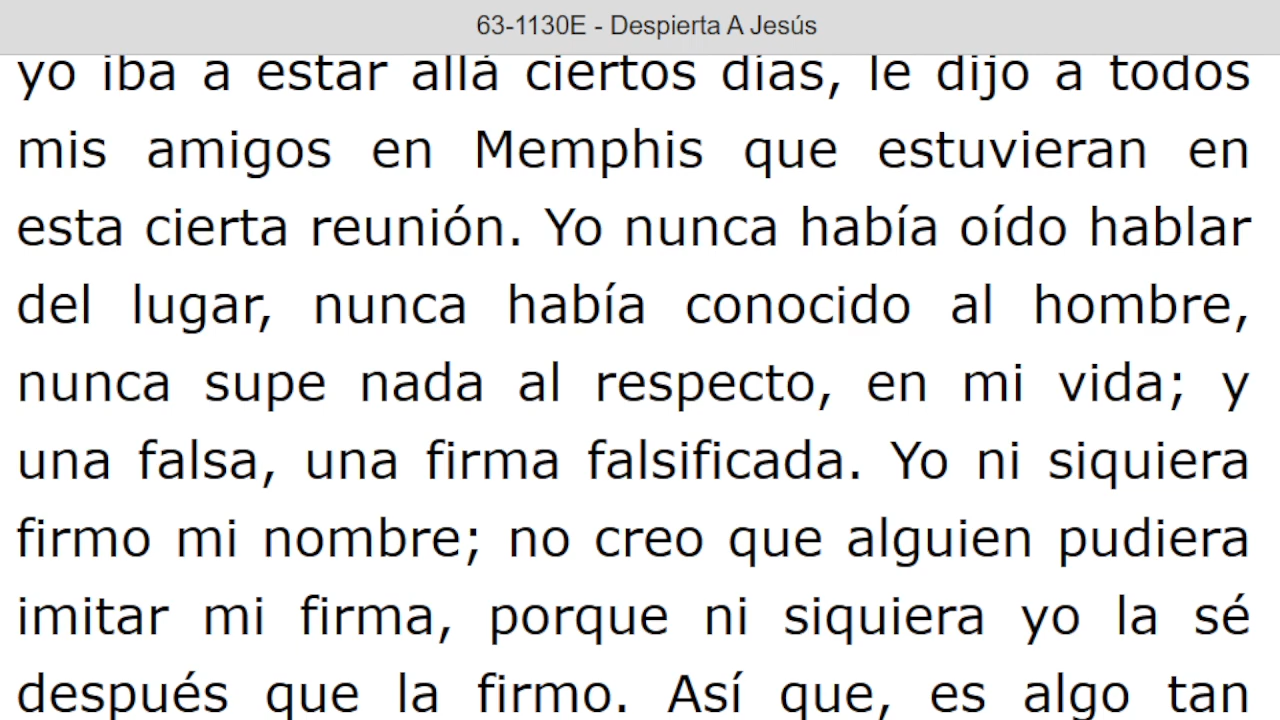 63-1130E - Despierta A Jesús
yo iba a estar allá ciertos días, le dijo a todos
mis amigos en Memphis que estuvieran en
esta cierta reunión. Yo nunca había oído hablar
del lugar, nunca había conocido al hombre,
nunca supe nada al respecto, en mi vida; y
una falsa, una firma falsificada. Yo ni siquiera
firmo mi nombre; no creo que alguien pudiera
imitar mi firma, porque ni siquiera yo la sé
después que la firmo. Así que, es algo tan